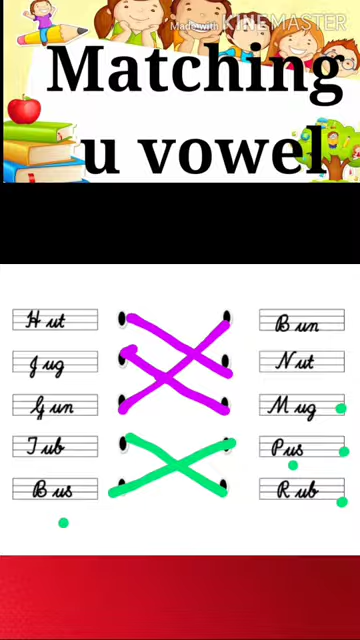 Made with KINEMASTER
Matching
u vowel
Hut
Bun
Jug
Nut
Gun
Mug
Tub
Pus
Bus
Rub